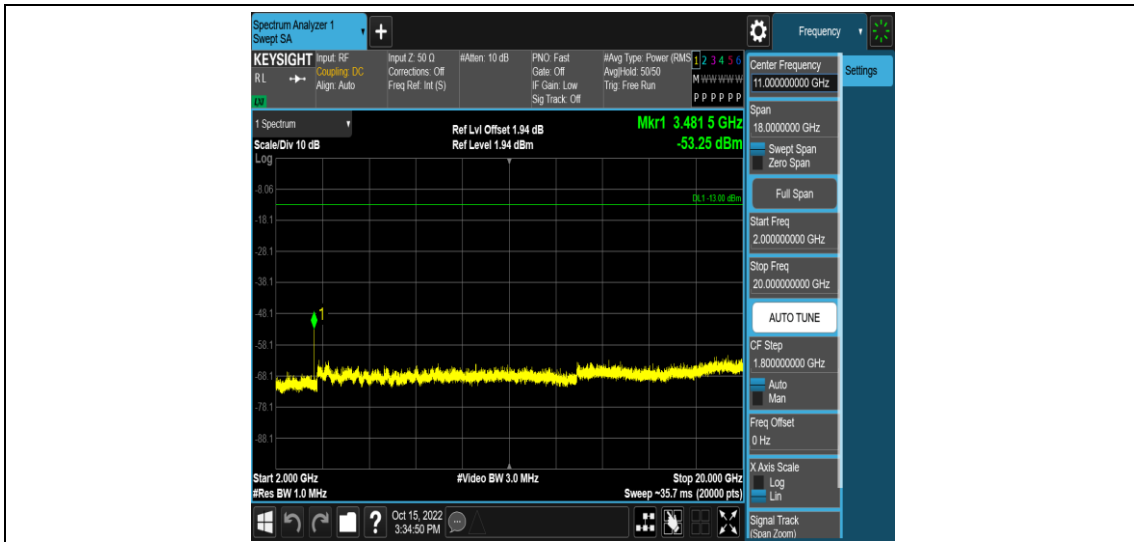 Spectrum Analyzer 1
Swept SA
+
Frequency
KEYSIGHT
RL
LXI
Input: RF
Coupling: DC
Align: Auto
Input Z: 50 Ω
Corrections: Off
Freq Ref: Int (S)
#Atten: 10 dB
PNO: Fast
Gate: Off
IF Gain: Low
Sig Track: Off
#Avg Type: Power (RMS
Avg|Hold: 50/50
Trig: Free Run
1 2 3 4 5 6
M W W W W W
P P P P P P
1 Spectrum
Scale/Div 10 dB
Log
Ref Lvl Offset 1.94 dB
Ref Level 1.94 dBm
Mkr1 3.481 5 GHz
-53.25 dBm
-8.06
DL1 -13.00 dBm
-18.1
-28.1
-38.1
-48.1
1
-58.1
-68.1
-78.1
-88.1
Start 2.000 GHz
#Res BW 1.0 MHz
#Video BW 3.0 MHz
Stop 20.000 GHz
Sweep ~35.7 ms (20000 pts)
?
Oct 15, 2022
3:34:50 PM
Center Frequency
11.000000000 GHz
Settings
Span
18.0000000 GHz
Swept Span
Zero Span
Full Span
Start Freq
2.000000000 GHz
Stop Freq
20.000000000 GHz
AUTO TUNE
CF Step
1.800000000 GHz
Auto
Man
Freq Offset
0 Hz
X Axis Scale
Log
Lin
Signal Track
(Span Zoom)